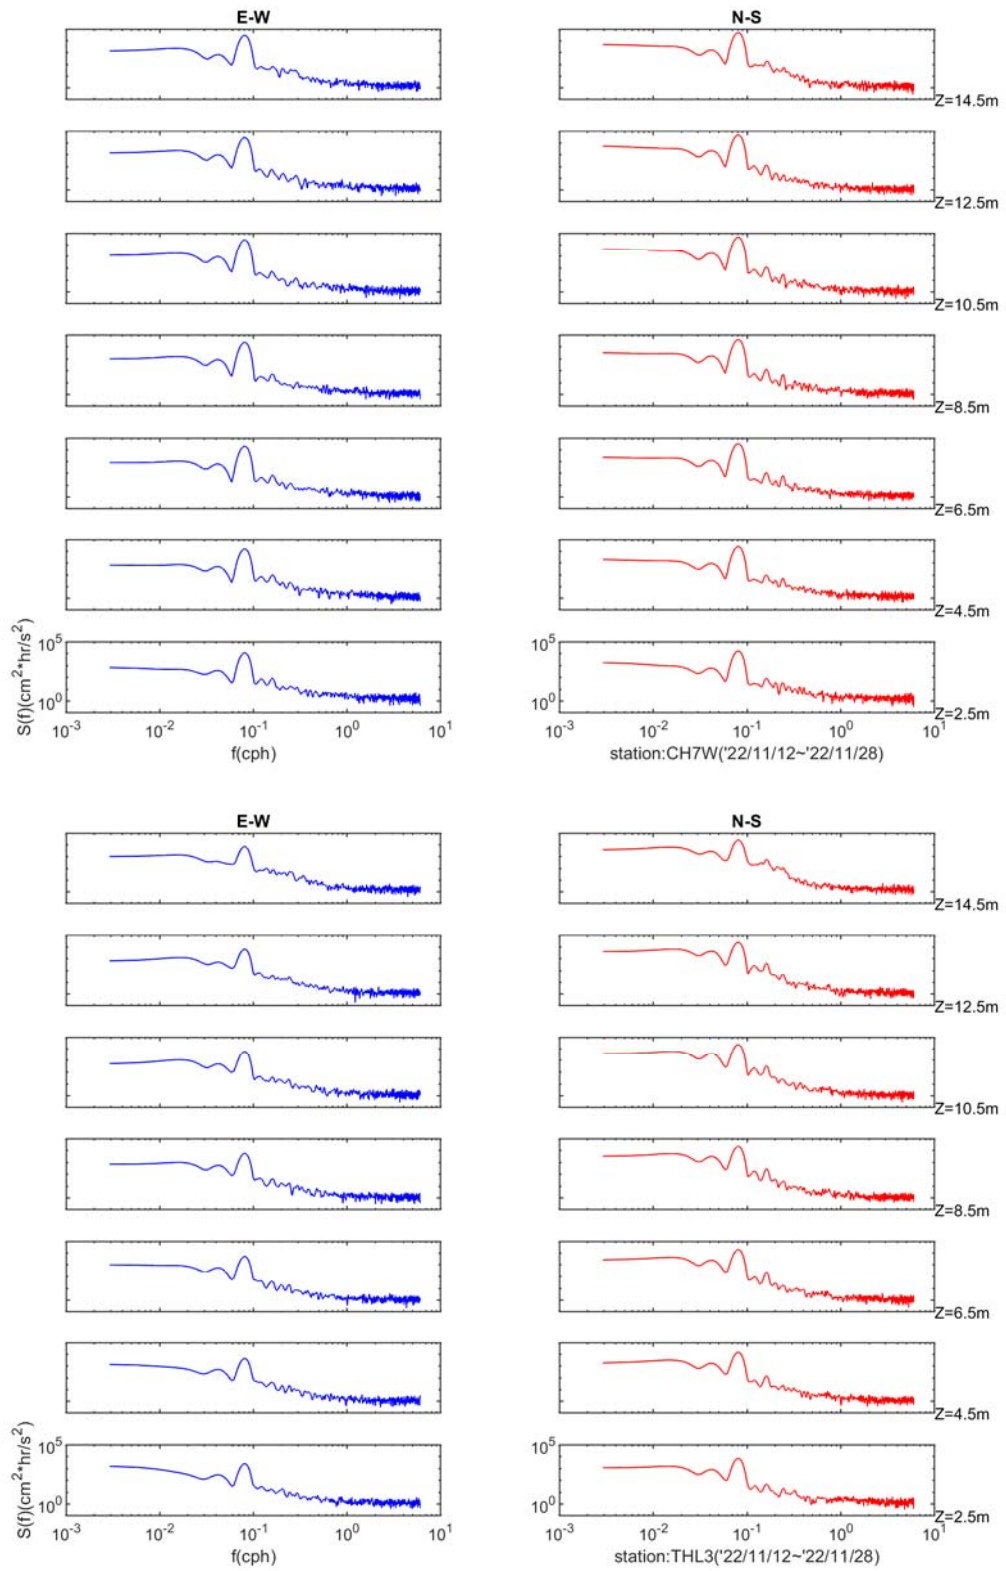 E-W N-S
Z=14.5m
Z=12.5m
Z=10.5m
Z=8.5m
Z=6.5m
Z=4.5m
S(f)(cm²*hr/s²)
10⁵ 10⁵
10⁰ 10⁰
Z=2.5m
10⁻³ 10⁻² 10⁻¹ 10⁰ 10¹ 10⁻³ 10⁻² 10⁻¹ 10⁰ 10¹
f(cph) station:CH7W('22/11/12~'22/11/28)
E-W N-S
Z=14.5m
Z=12.5m
Z=10.5m
Z=8.5m
Z=6.5m
Z=4.5m
S(f)(cm²*hr/s²)
10⁵ 10⁵
10⁰ 10⁰
Z=2.5m
10⁻³ 10⁻² 10⁻¹ 10⁰ 10¹ 10⁻³ 10⁻² 10⁻¹ 10⁰ 10¹
f(cph) station:THL3('22/11/12~'22/11/28)